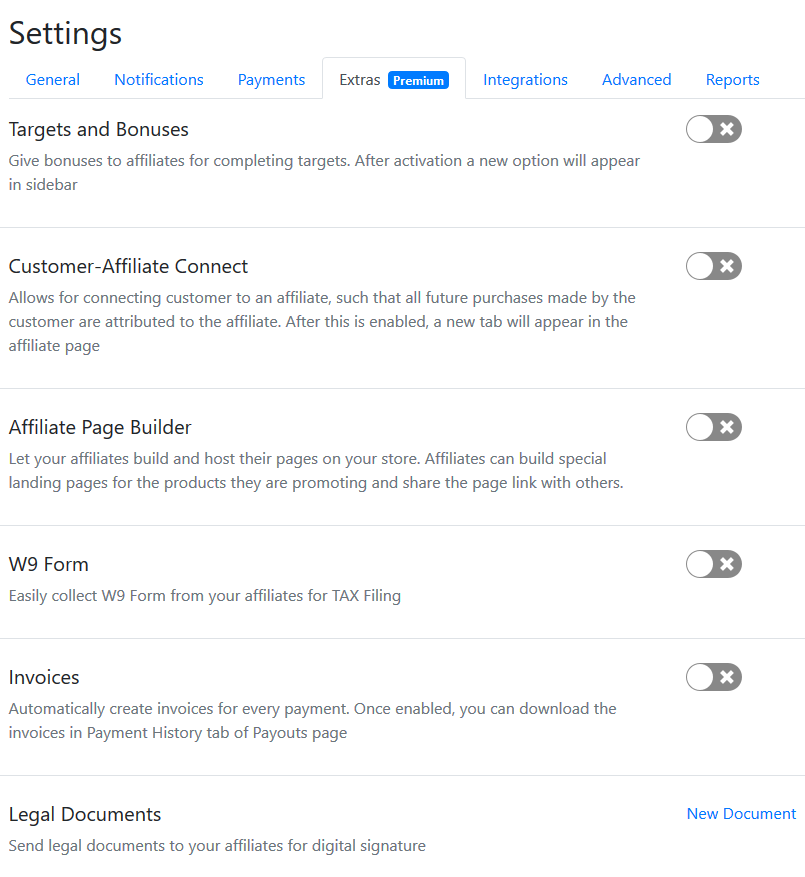 Settings
General Notifications Payments Extras Premium Integrations Advanced Reports
Targets and Bonuses
Give bonuses to affiliates for completing targets. After activation a new option will appear
in sidebar
Customer-Affiliate Connect
Allows for connecting customer to an affiliate, such that all future purchases made by the
customer are attributed to the affiliate. After this is enabled, a new tab will appear in the
affiliate page
Affiliate Page Builder
Let your affiliates build and host their pages on your store. Affiliates can build special
landing pages for the products they are promoting and share the page link with others.
W9 Form
Easily collect W9 Form from your affiliates for TAX Filing
Invoices
Automatically create invoices for every payment. Once enabled, you can download the
invoices in Payment History tab of Payouts page
Legal Documents New Document
Send legal documents to your affiliates for digital signature